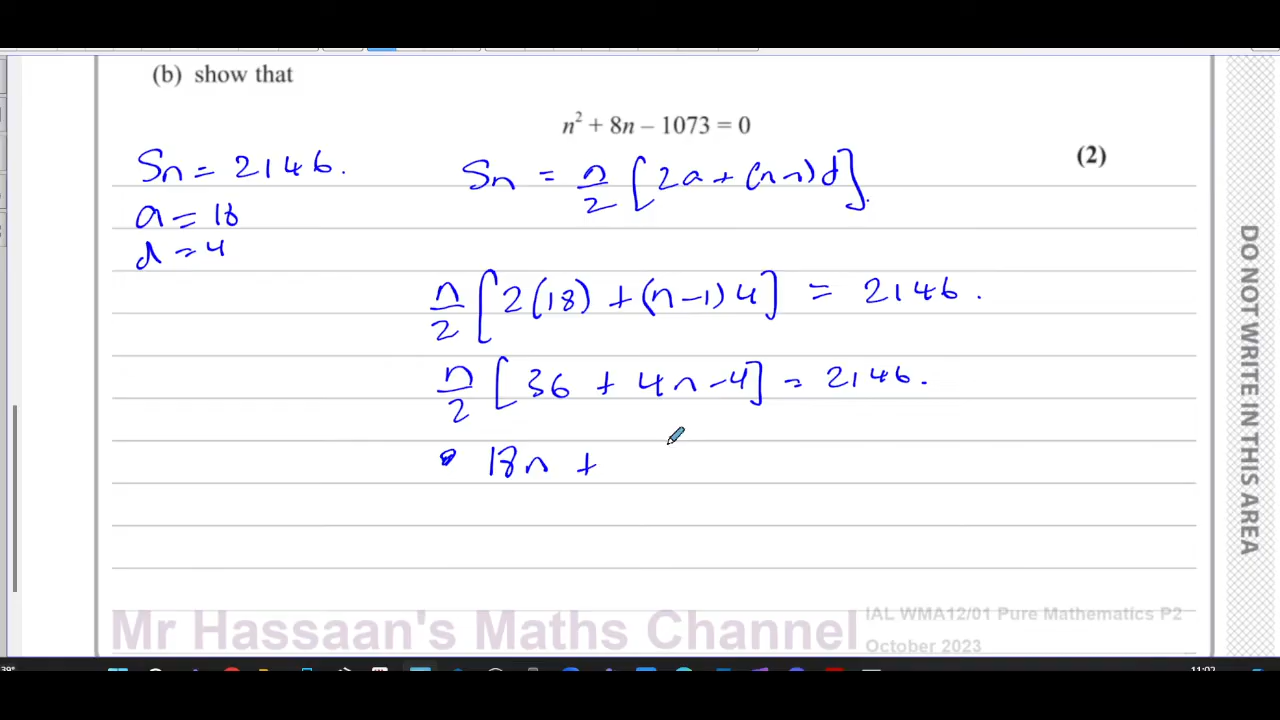 (b) show that
n² + 8n – 1073 = 0
(2)
Sn = 2146.
Sn = n/2 [2a + (n-1)d].
a = 18
d = 4
n/2 [2(18) + (n-1)4] = 2146.
n/2 [36 + 4n - 4] = 2146.
18n +
DO NOT WRITE IN THIS AREA
Mr Hassaan's Maths Channel
IAL WMA12/01 Pure Mathematics P2
October 2023